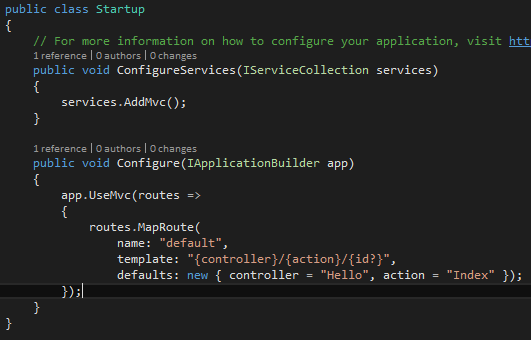 public class Startup
{
// For more information on how to configure your application, visit htt
1 reference | 0 authors | 0 changes
public void ConfigureServices(IServiceCollection services)
{
services.AddMvc();
}
1 reference | 0 authors | 0 changes
public void Configure(IApplicationBuilder app)
{
app.UseMvc(routes =>
{
routes.MapRoute(
name: "default",
template: "{controller}/{action}/{id?}",
defaults: new { controller = "Hello", action = "Index" });
});
}
}